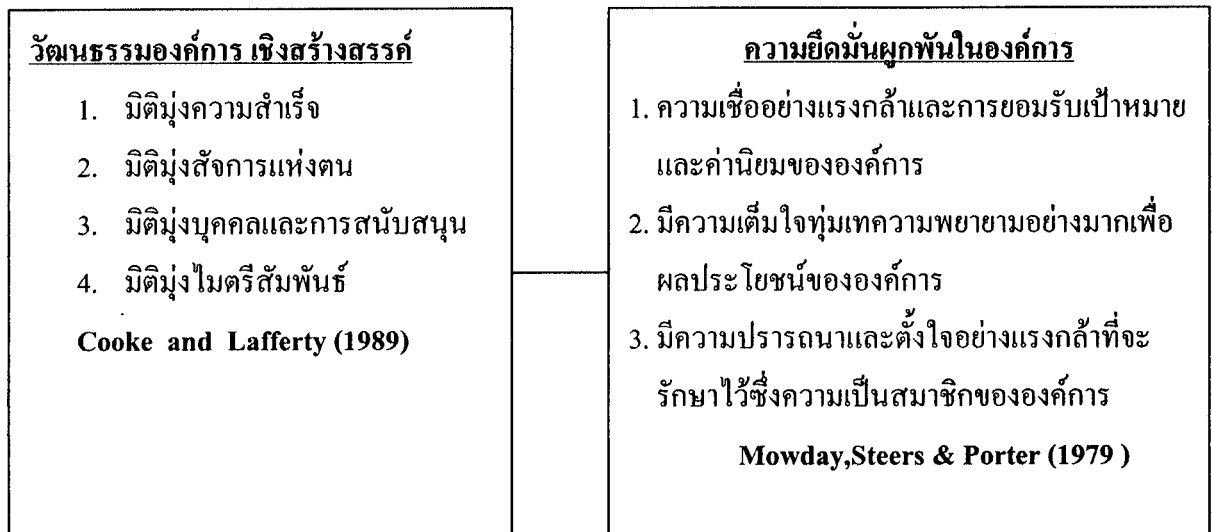 วัฒนธรรมองค์การ เชิงสร้างสรรค์
1. มิติมุ่งความสำเร็จ
2. มิติมุ่งสัจการแห่งตน
3. มิติมุ่งบุคคลและการสนับสนุน
4. มิติมุ่งไมตรีสัมพันธ์
Cooke and Lafferty (1989)
ความยึดมั่นผูกพันในองค์การ
1. ความเชื่ออย่างแรงกล้าและการยอมรับเป้าหมาย
และค่านิยมขององค์การ
2. มีความเต็มใจทุ่มเทความพยายามอย่างมากเพื่อ
ผลประโยชน์ขององค์การ
3. มีความปรารถนาและตั้งใจอย่างแรงกล้าที่จะ
รักษาไว้ซึ่งความเป็นสมาชิกขององค์การ
Mowday,Steers & Porter (1979 )